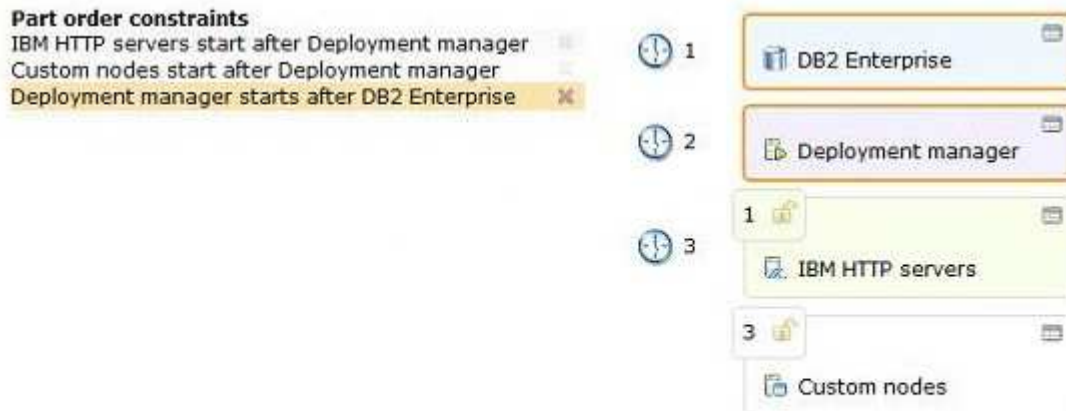 Part order constraints
IBM HTTP servers start after Deployment manager
Custom nodes start after Deployment manager
Deployment manager starts after DB2 Enterprise
1
DB2 Enterprise
2
Deployment manager
1
3
IBM HTTP servers
3
Custom nodes